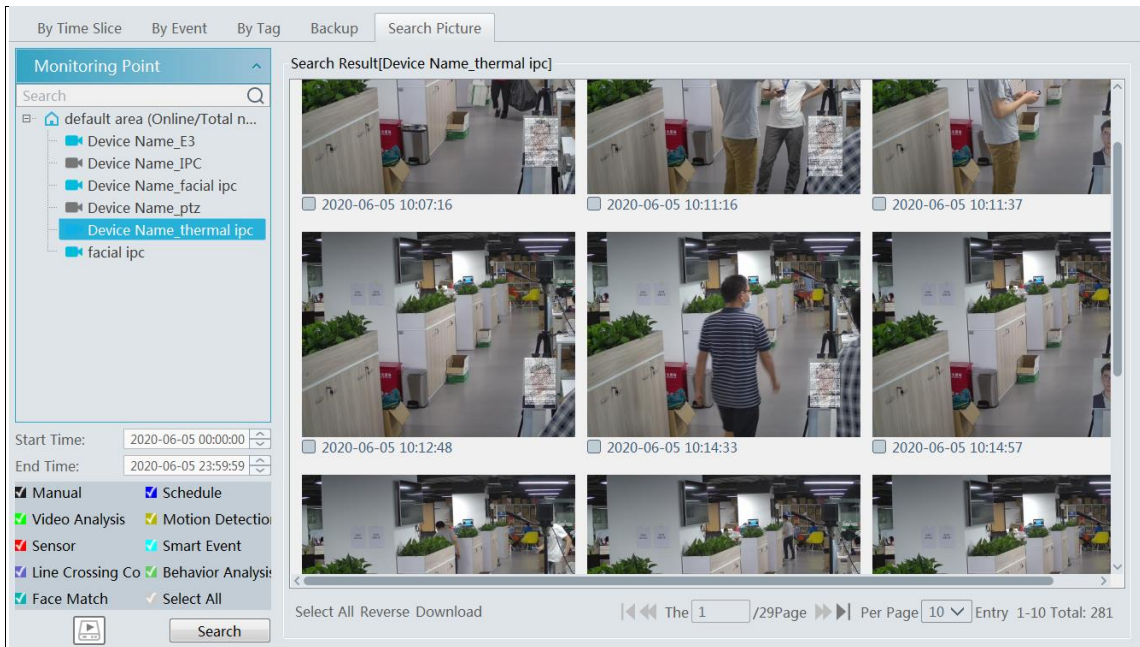 By Time Slice By Event By Tag Backup Search Picture
Monitoring Point
Search
default area (Online/Total n...
Device Name_E3
Device Name_IPC
Device Name_facial ipc
Device Name_ptz
Device Name_thermal ipc
facial ipc
Start Time: 2020-06-05 00:00:00
End Time: 2020-06-05 23:59:59
Manual Schedule
Video Analysis Motion Detection
Sensor Smart Event
Line Crossing Co Behavior Analysis
Face Match Select All
Search
Search Result[Device Name_thermal ipc]
2020-06-05 10:07:16 2020-06-05 10:11:16 2020-06-05 10:11:37
2020-06-05 10:12:48 2020-06-05 10:14:33 2020-06-05 10:14:57
Select All Reverse Download The 1 /29Page Per Page 10 Entry 1-10 Total: 281